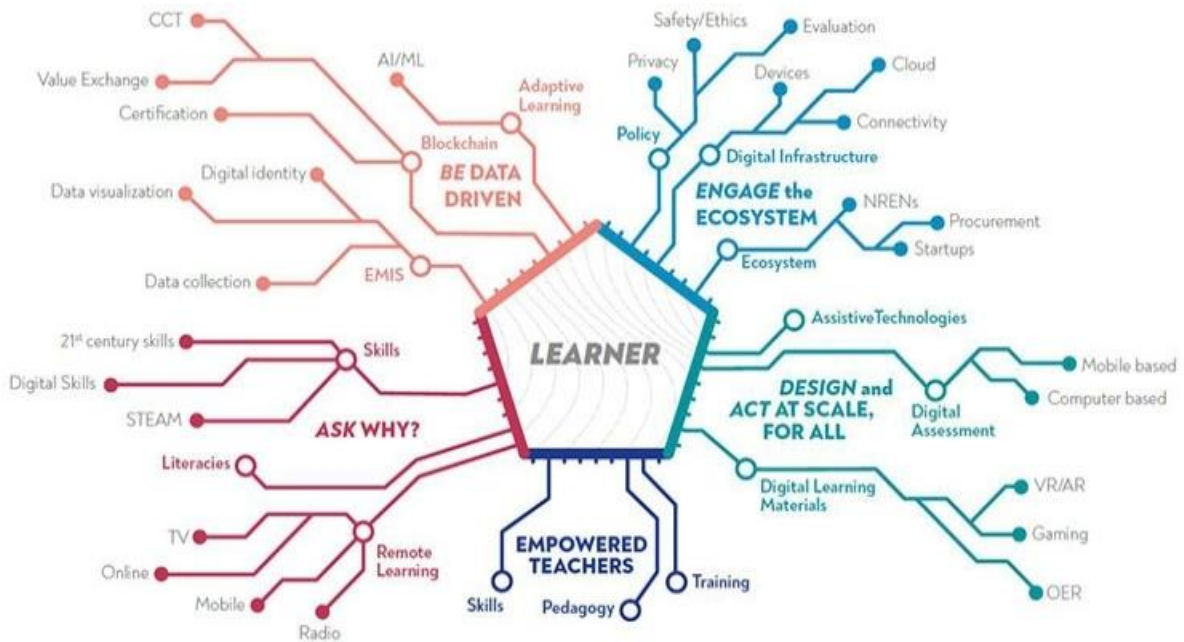 CCT
Value Exchange
Certification
AI/ML
Adaptive
Learning
Blockchain
BE DATA
DRIVEN
Digital identity
Data visualization
Data collection
EMIS
Safety/Ethics
Evaluation
Privacy
Devices
Cloud
Policy
Connectivity
Digital Infrastructure
ENGAGE the
ECOSYSTEM
NRENs
Procurement
Startups
Ecosystem
LEARNER
21st century skills
Skills
Digital Skills
STEAM
ASK WHY?
Literacies
TV
Online
Mobile
Radio
Remote
Learning
Assistive Technologies
Mobile based
Computer based
DESIGN and
ACT AT SCALE,
FOR ALL
Digital
Assessment
Digital Learning
Materials
VR/AR
Gaming
OER
EMPOWERED
TEACHERS
Skills
Pedagogy
Training